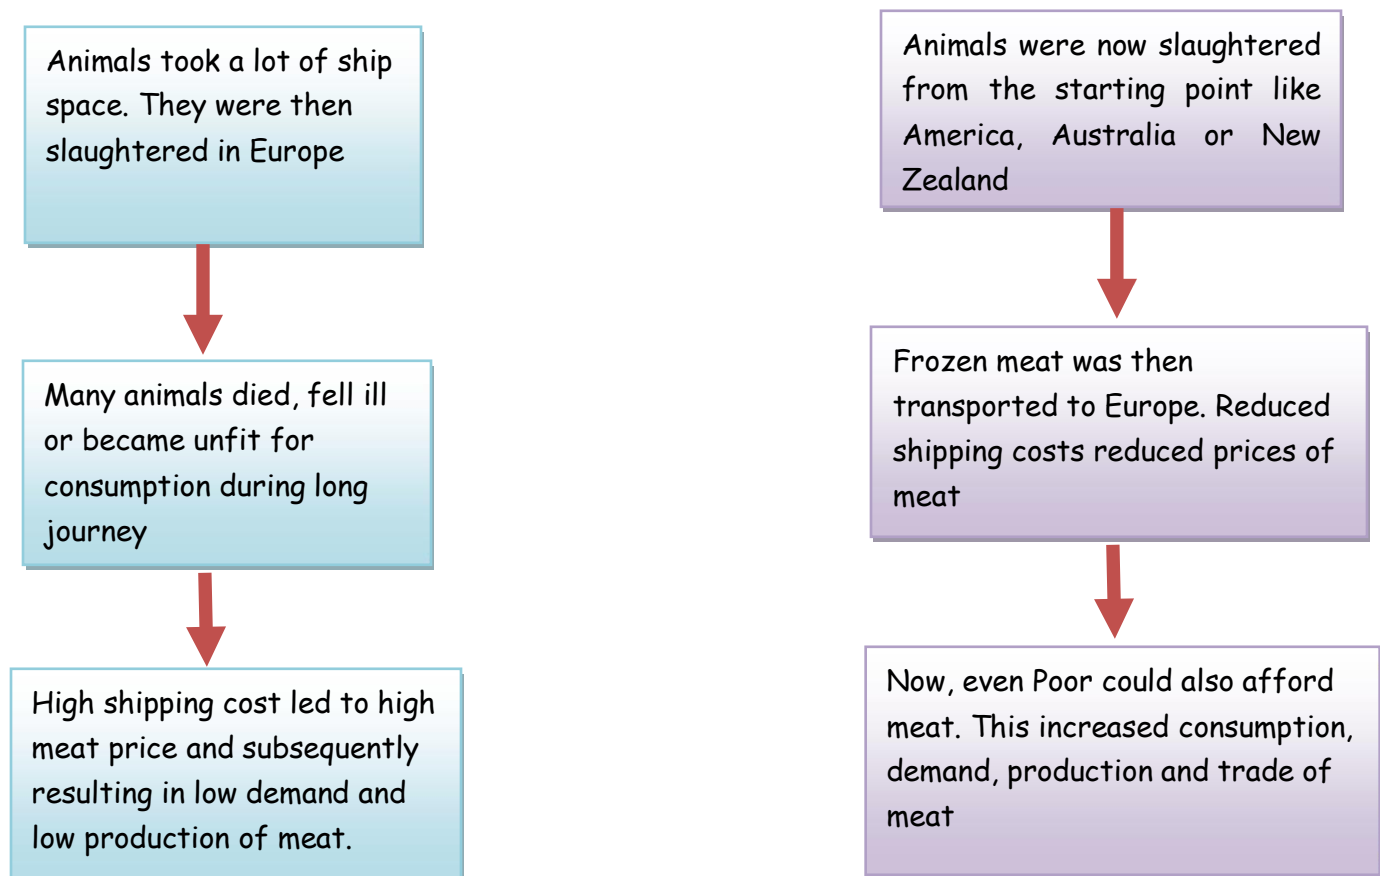 Animals took a lot of ship
space. They were then
slaughtered in Europe
Many animals died, fell ill
or became unfit for
consumption during long
journey
High shipping cost led to high
meat price and subsequently
resulting in low demand and
low production of meat.
Animals were now slaughtered
from the starting point like
America, Australia or New
Zealand
Frozen meat was then
transported to Europe. Reduced
shipping costs reduced prices of
meat
Now, even Poor could also afford
meat. This increased consumption,
demand, production and trade of
meat